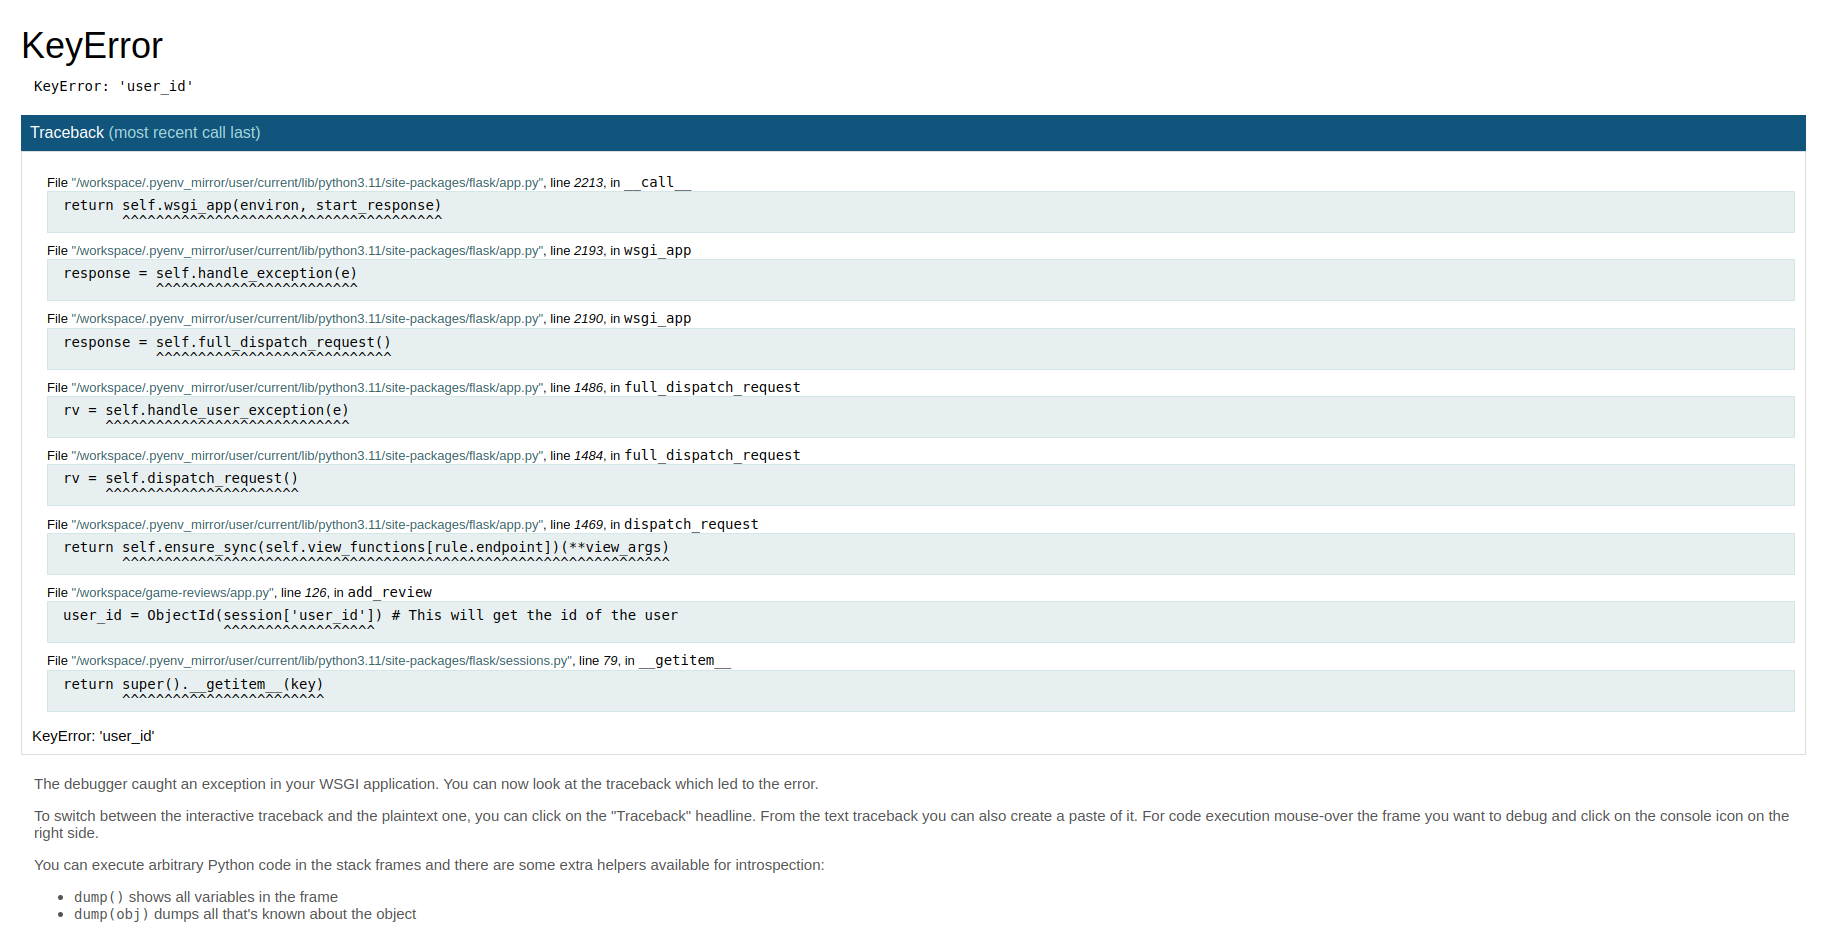 KeyError
KeyError: 'user_id'
Traceback (most recent call last)
File "/workspace/.pyenv_mirror/user/current/lib/python3.11/site-packages/flask/app.py", line 2213, in __call__
return self.wsgi_app(environ, start_response)
^^^^^^^^^^^^^^^^^^^^^^^^^^^^^^^^^^^^^^
File "/workspace/.pyenv_mirror/user/current/lib/python3.11/site-packages/flask/app.py", line 2193, in wsgi_app
response = self.handle_exception(e)
^^^^^^^^^^^^^^^^^^^^^^^^
File "/workspace/.pyenv_mirror/user/current/lib/python3.11/site-packages/flask/app.py", line 2190, in wsgi_app
response = self.full_dispatch_request()
^^^^^^^^^^^^^^^^^^^^^^^^^^^^
File "/workspace/.pyenv_mirror/user/current/lib/python3.11/site-packages/flask/app.py", line 1486, in full_dispatch_request
rv = self.handle_user_exception(e)
^^^^^^^^^^^^^^^^^^^^^^^^^^^^^
File "/workspace/.pyenv_mirror/user/current/lib/python3.11/site-packages/flask/app.py", line 1484, in full_dispatch_request
rv = self.dispatch_request()
^^^^^^^^^^^^^^^^^^^^^^^
File "/workspace/.pyenv_mirror/user/current/lib/python3.11/site-packages/flask/app.py", line 1469, in dispatch_request
return self.ensure_sync(self.view_functions[rule.endpoint])(**view_args)
^^^^^^^^^^^^^^^^^^^^^^^^^^^^^^^^^^^^^^^^^^^^^^^^^^^^^^^^^^^^^^^^^
File "/workspace/game-reviews/app.py", line 126, in add_review
user_id = ObjectId(session['user_id']) # This will get the id of the user
^^^^^^^^^^^^^^^^^^
File "/workspace/.pyenv_mirror/user/current/lib/python3.11/site-packages/flask/sessions.py", line 79, in __getitem__
return super().__getitem__(key)
^^^^^^^^^^^^^^^^^^^^^^^^
KeyError: 'user_id'
The debugger caught an exception in your WSGI application. You can now look at the traceback which led to the error.
To switch between the interactive traceback and the plaintext one, you can click on the "Traceback" headline. From the text traceback you can also create a paste of it. For code execution mouse-over the frame you want to debug and click on the console icon on the
right side.
You can execute arbitrary Python code in the stack frames and there are some extra helpers available for introspection:
• dump() shows all variables in the frame
• dump(obj) dumps all that's known about the object